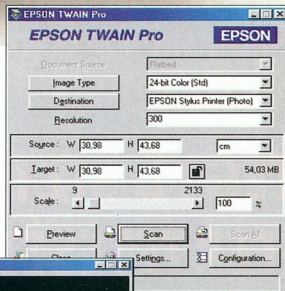 EPSON TWAIN Pro
EPSON TWAIN Pro EPSON
Document Source Flatbed
Image Type 24-bit Color (Std)
Destination EPSON Stylus Printer (Photo)
Resolution 300
Source: W 30,98 H 43,68 cm
Target: W 30,98 H 43,68 54,03 MB
9 2133
Scale: 100 %
Preview Scan Scan All
Close Settings... Configuration...